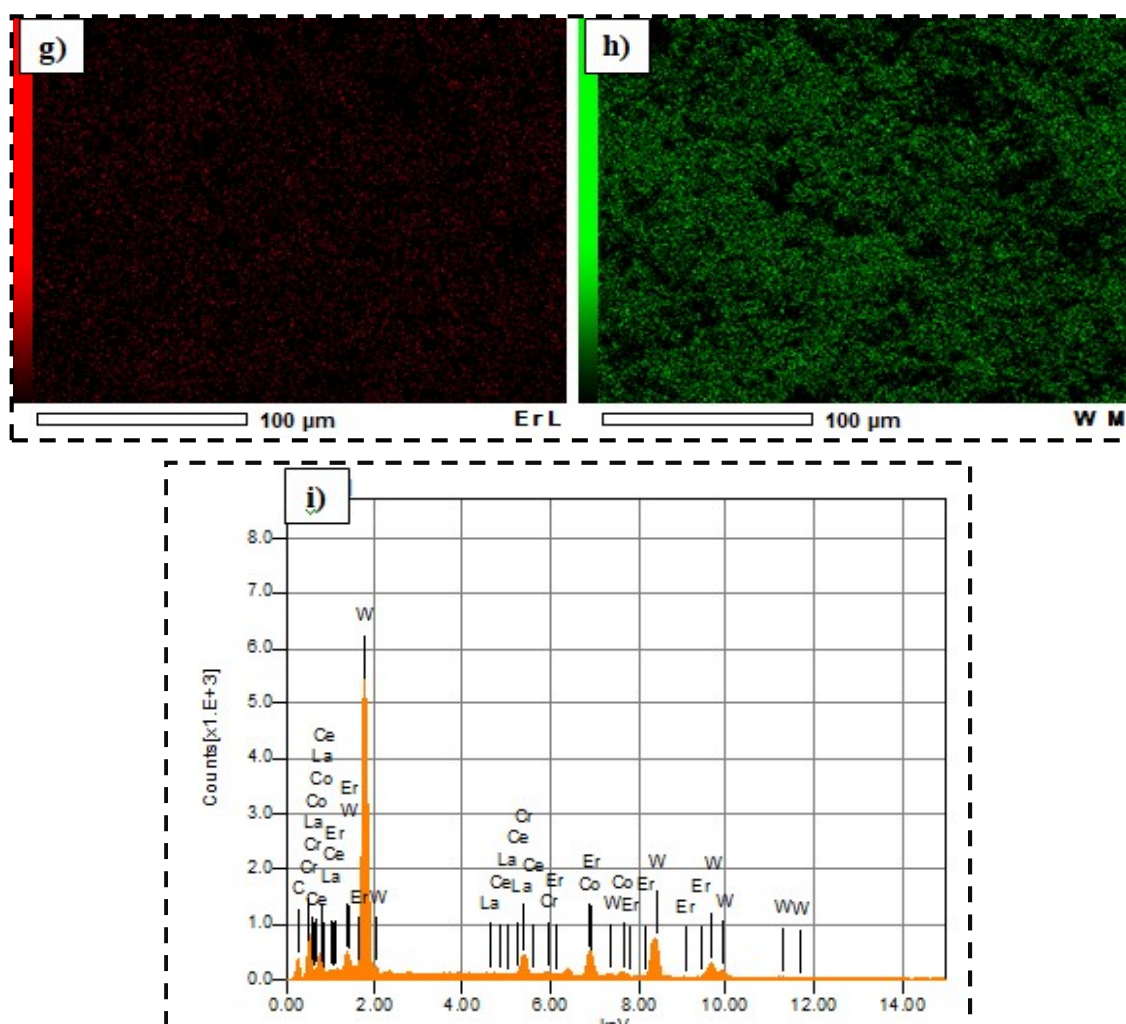 g)
h)
100 µm
Er L
100 µm
W M
i)
8.0
7.0
6.0
5.0
4.0
3.0
2.0
1.0
0.0
Counts[x1.E+3]
W
Ce
La
Co
Co
La
Cr
Cr
C
Ce
Er
Ce
La
Er
W
Er
W
Cr
Ce
La
Ce
La
Ce
La
Er
Cr
Er
Co
W
Co
Er
Er
W
Er
Er
W
W
W
W
0.00
2.00
4.00
6.00
8.00
10.00
12.00
14.00